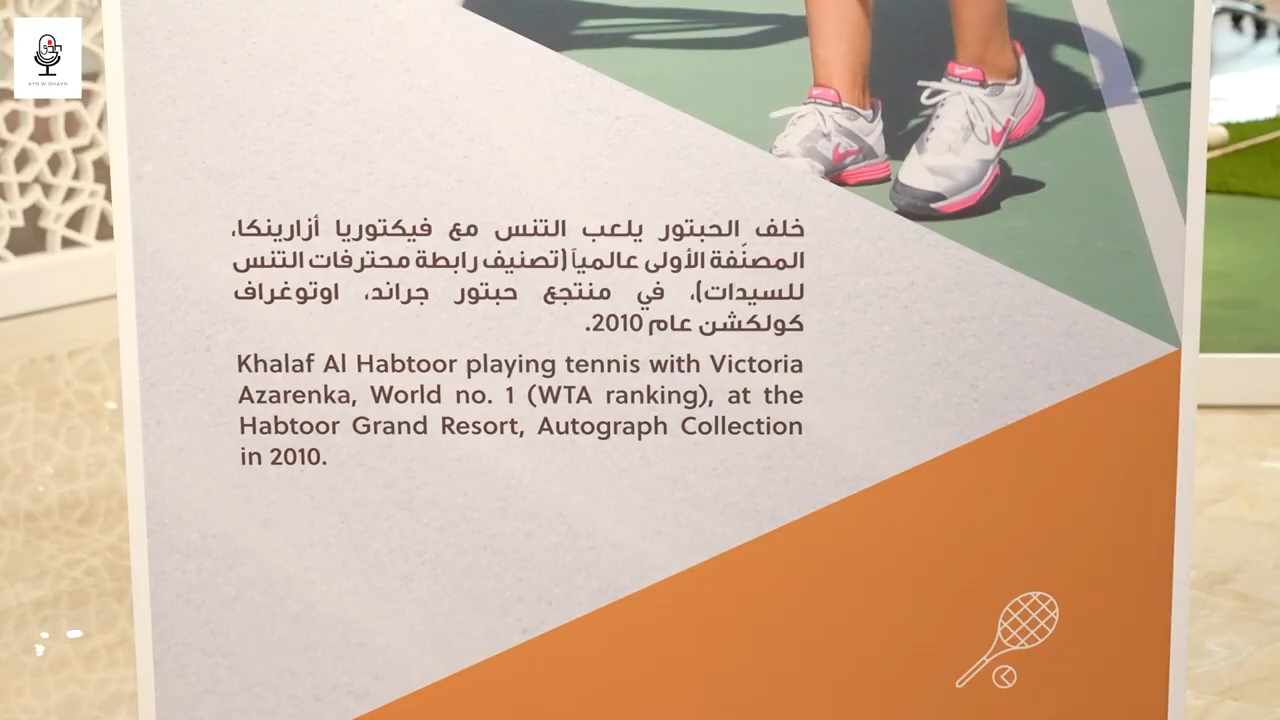 AYN W GHAYN
خلف الحبتور يلعب التنس مع فيكتوريا أزارينكا،
المصنّفة الأولى عالمياً (تصنيف رابطة محترفات التنس
للسيدات)، في منتجع حبتور جراند، اوتوغراف
كولكشن عام 2010.
Khalaf Al Habtoor playing tennis with Victoria
Azarenka, World no. 1 (WTA ranking), at the
Habtoor Grand Resort, Autograph Collection
in 2010.